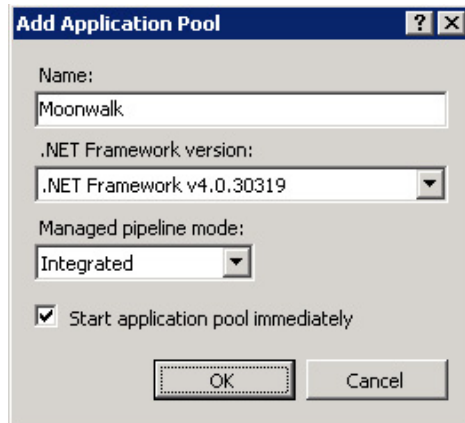 Add Application Pool
Name:
Moonwalk
.NET Framework version:
.NET Framework v4.0.30319
Managed pipeline mode:
Integrated
Start application pool immediately
OK Cancel